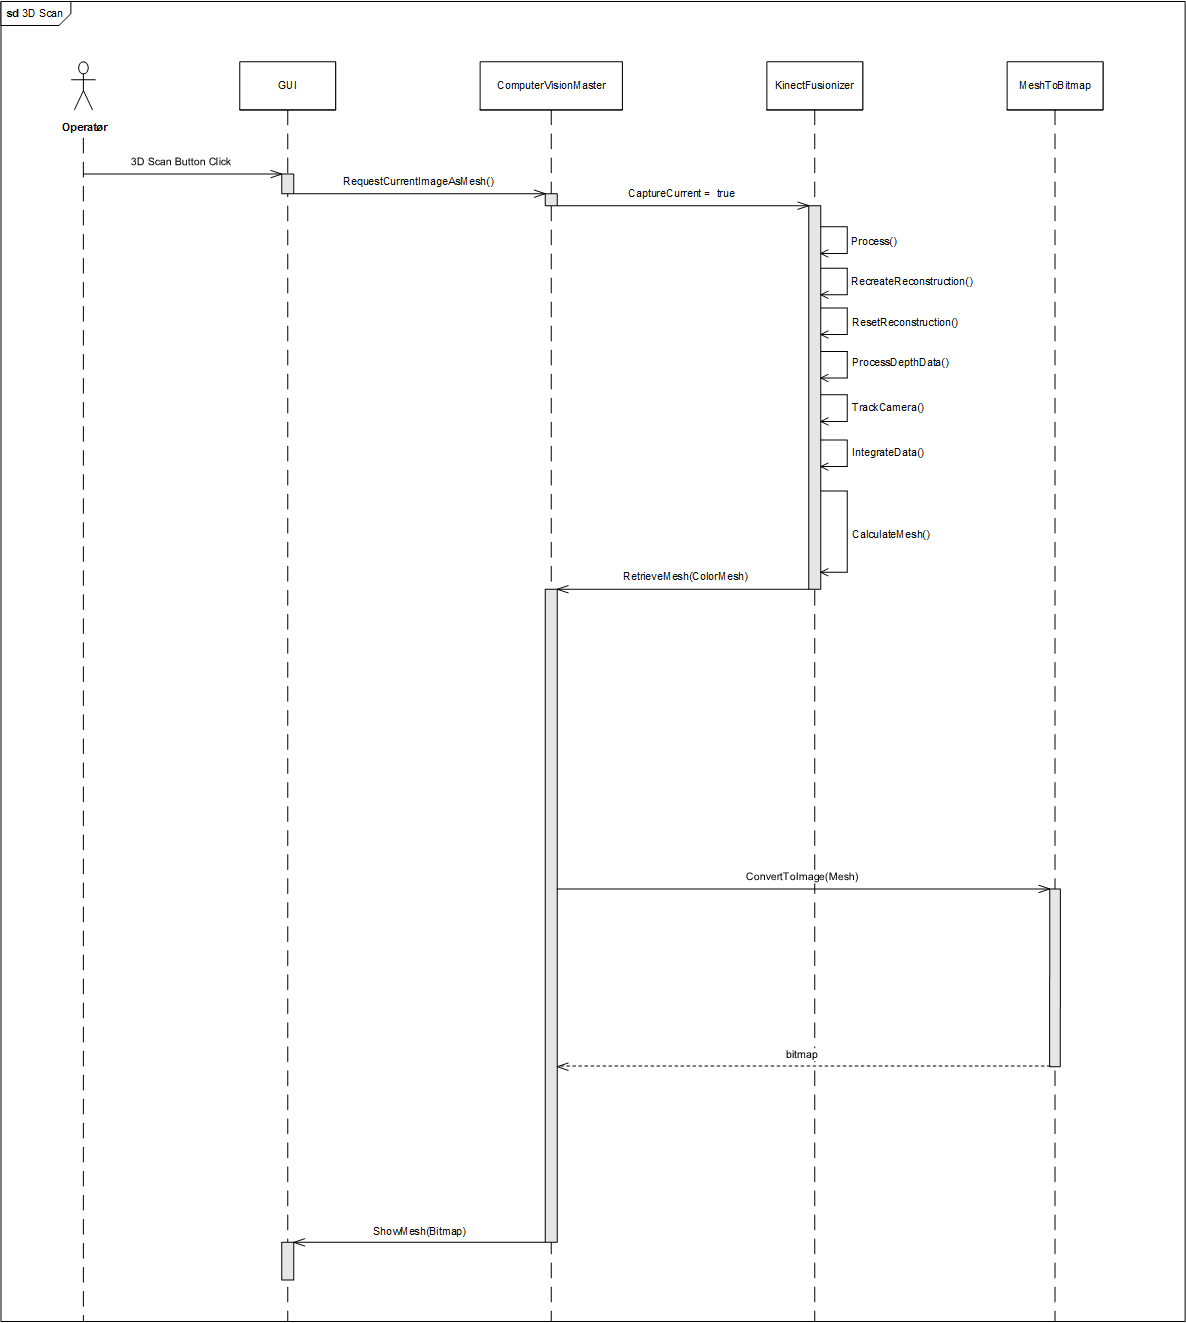 sd 3D Scan
Operatør
GUI
ComputerVisionMaster
KinectFusionizer
MeshToBitmap
3D Scan Button Click
RequestCurrentImageAsMesh()
CaptureCurrent = true
Process()
RecreateReconstruction()
ResetReconstruction()
ProcessDepthData()
TrackCamera()
IntegrateData()
CalculateMesh()
RetrieveMesh(ColorMesh)
ConvertToImage(Mesh)
bitmap
ShowMesh(Bitmap)